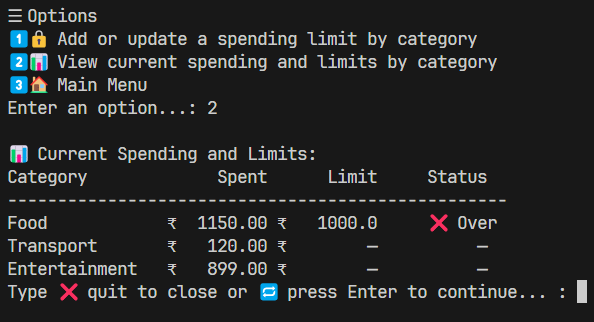 ☰ Options
1️⃣🔒 Add or update a spending limit by category
2️⃣📊 View current spending and limits by category
3️⃣🏠 Main Menu
Enter an option...: 2
📊 Current Spending and Limits:
Category             Spent      Limit     Status
--------------------------------------------------
Food            ₹  1150.00 ₹   1000.0     ❌ Over
Transport       ₹   120.00 ₹        —          —
Entertainment   ₹   899.00 ₹        —          —
Type ❌ quit to close or 🔁 press Enter to continue... :